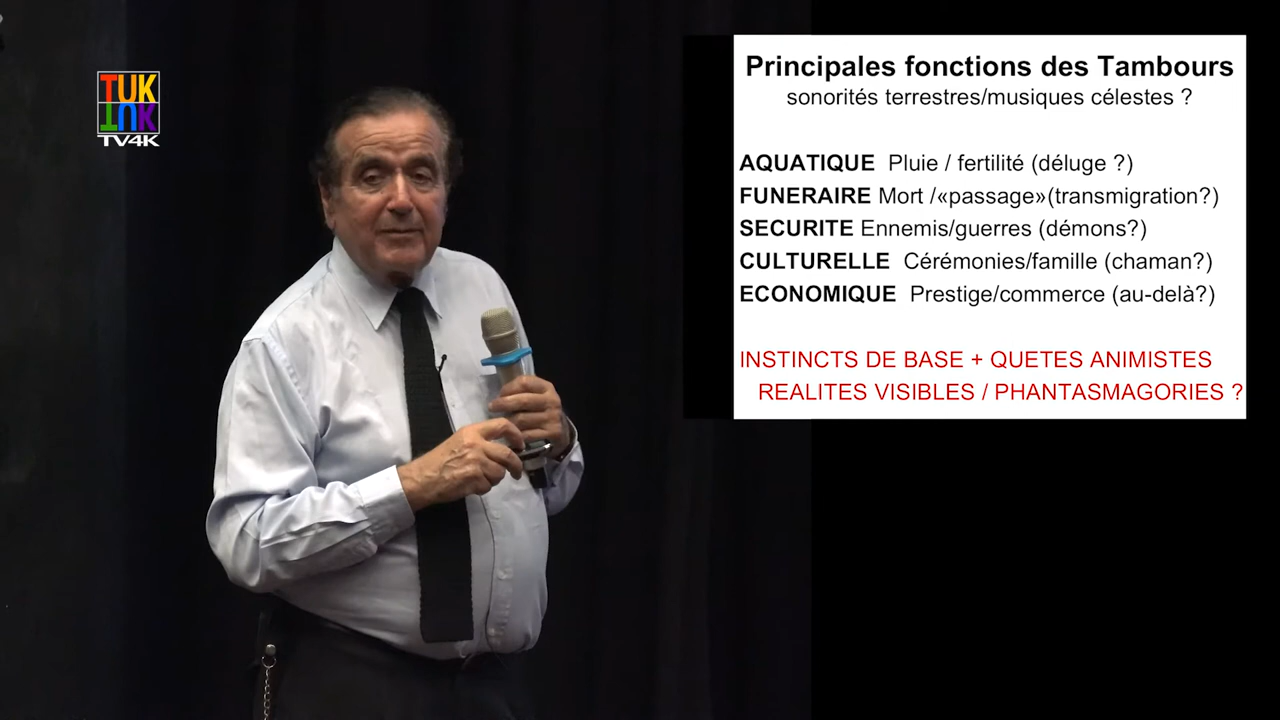 TUK
TUK
TV4K
Principales fonctions des Tambours
sonorités terrestres/musiques célestes ?
AQUATIQUE Pluie / fertilité (déluge ?)
FUNERAIRE Mort /«passage»(transmigration?)
SECURITE Ennemis/guerres (démons?)
CULTURELLE Cérémonies/famille (chaman?)
ECONOMIQUE Prestige/commerce (au-delà?)
INSTINCTS DE BASE + QUETES ANIMISTES
REALITES VISIBLES / PHANTASMAGORIES ?